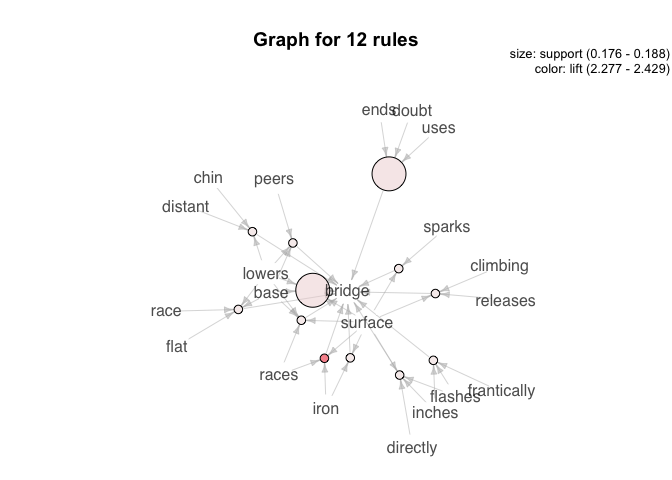 Graph for 12 rules
size: support (0.176 - 0.188)
color: lift (2.277 - 2.429)
ends
doubt
uses
chin
peers
distant
sparks
climbing
lowers
base
bridge
releases
race
surface
flat
races
frantically
flashes
iron
inches
directly